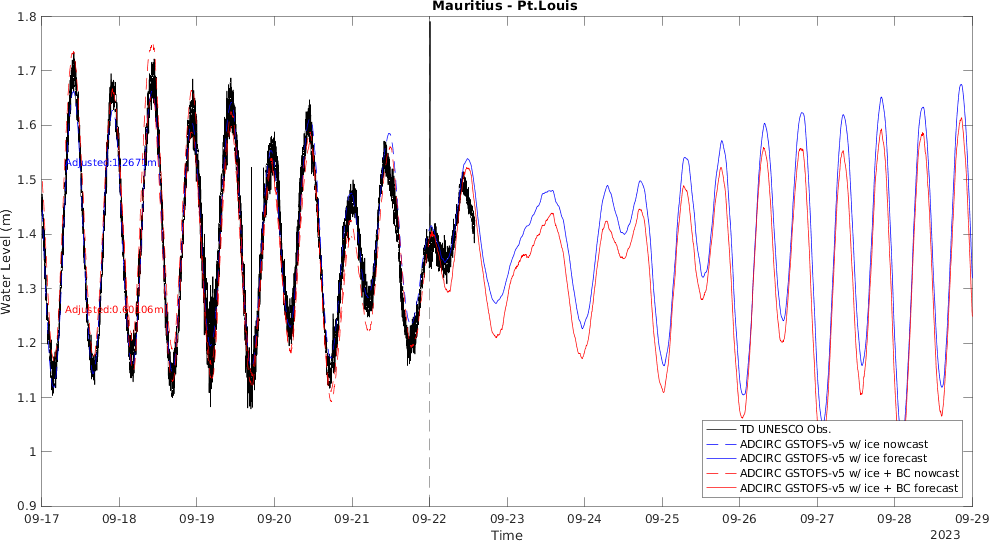 Mauritius - Pt.Louis
Water Level (m)
1.8
1.7
1.6
1.5
1.4
1.3
1.2
1.1
1
0.9
Adjusted:
Adjusted:0.60106m
TD UNESCO Obs.
ADCIRC GSTOFS-v5 w/ ice nowcast
ADCIRC GSTOFS-v5 w/ ice forecast
ADCIRC GSTOFS-v5 w/ ice + BC nowcast
ADCIRC GSTOFS-v5 w/ ice + BC forecast
09-17 09-18 09-19 09-20 09-21 09-22 09-23 09-24 09-25 09-26 09-27 09-28 09-29
Time
2023